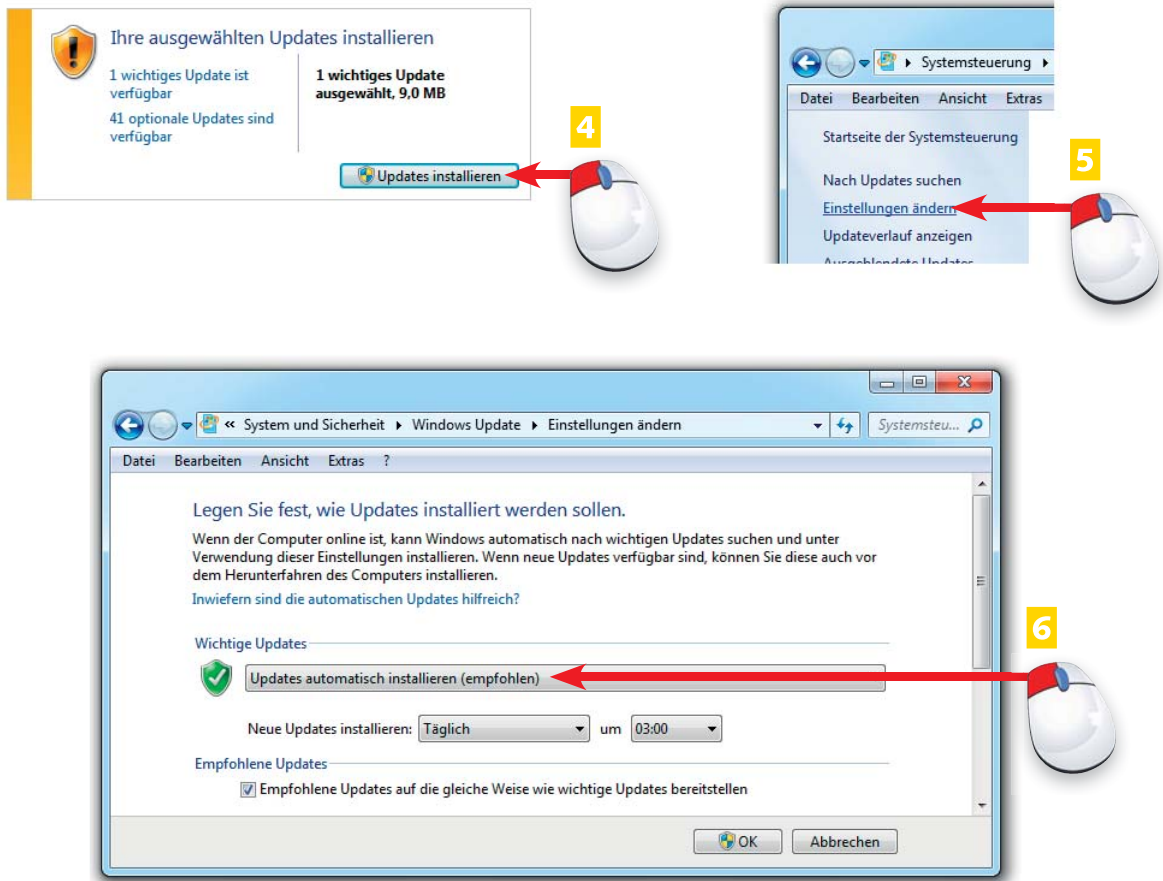 Ihre ausgewählten Updates installieren
1 wichtiges Update ist
verfügbar
41 optionale Updates sind
verfügbar
1 wichtiges Update
ausgewählt, 9,0 MB
Updates installieren
4
Systemsteuerung
Datei Bearbeiten Ansicht Extras
Startseite der Systemsteuerung
Nach Updates suchen
Einstellungen ändern
Updateverlauf anzeigen
Ausgeblendete Updates
5
« System und Sicherheit Windows Update Einstellungen ändern
Systemsteu...
Datei Bearbeiten Ansicht Extras ?
Legen Sie fest, wie Updates installiert werden sollen.
Wenn der Computer online ist, kann Windows automatisch nach wichtigen Updates suchen und unter
Verwendung dieser Einstellungen installieren. Wenn neue Updates verfügbar sind, können Sie diese auch vor
dem Herunterfahren des Computers installieren.
Inwiefern sind die automatischen Updates hilfreich?
Wichtige Updates
Updates automatisch installieren (empfohlen)
6
Neue Updates installieren: Täglich um 03:00
Empfohlene Updates
Empfohlene Updates auf die gleiche Weise wie wichtige Updates bereitstellen
OK Abbrechen